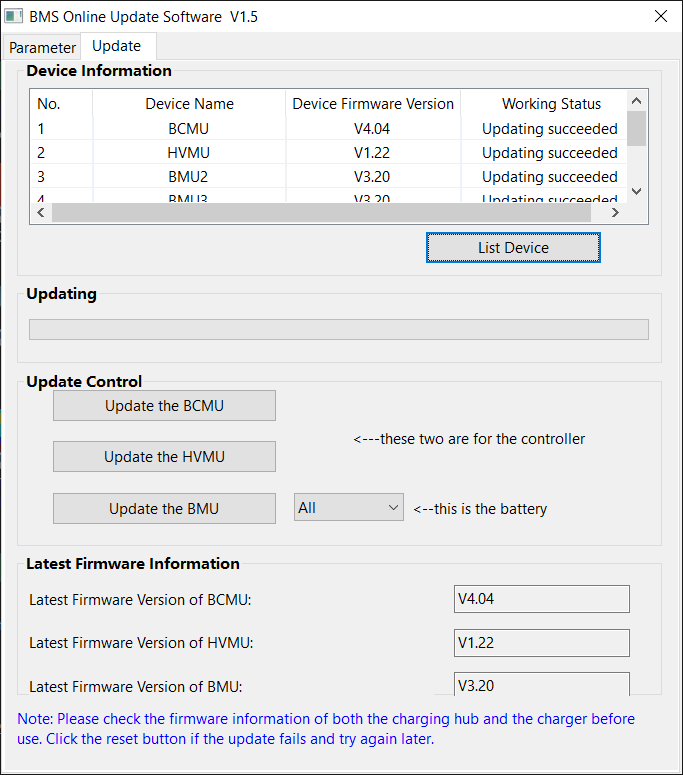 BMS Online Update Software V1.5
Parameter Update
Device Information
No. Device Name Device Firmware Version Working Status
1 BCMU V4.04 Updating succeeded
2 HVMU V1.22 Updating succeeded
3 BMU2 V3.20 Updating succeeded
4 BMU3 V3.20 Updating succeeded
List Device
Updating
Update Control
Update the BCMU
<---these two are for the controller
Update the HVMU
Update the BMU All <--this is the battery
Latest Firmware Information
Latest Firmware Version of BCMU: V4.04
Latest Firmware Version of HVMU: V1.22
Latest Firmware Version of BMU: V3.20
Note: Please check the firmware information of both the charging hub and the charger before
use. Click the reset button if the update fails and try again later.